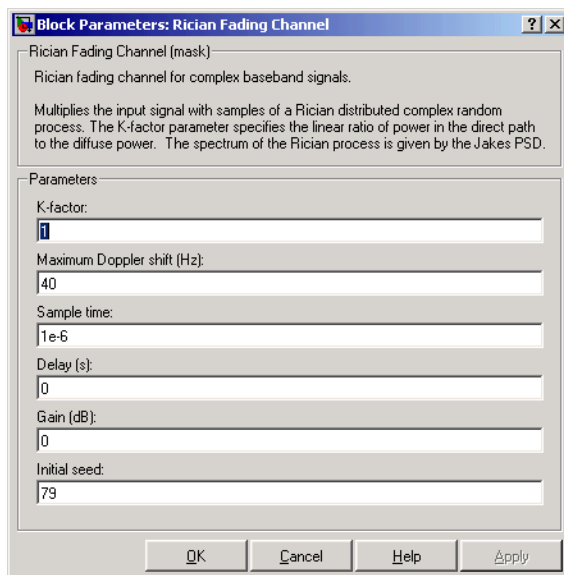 Block Parameters: Rician Fading Channel
Rician Fading Channel (mask)
Rician fading channel for complex baseband signals.
Multiplies the input signal with samples of a Rician distributed complex random
process. The K-factor parameter specifies the linear ratio of power in the direct path
to the diffuse power. The spectrum of the Rician process is given by the Jakes PSD.
Parameters
K-factor:
1
Maximum Doppler shift (Hz):
40
Sample time:
1e-6
Delay (s):
0
Gain (dB):
0
Initial seed:
79
OK Cancel Help Apply